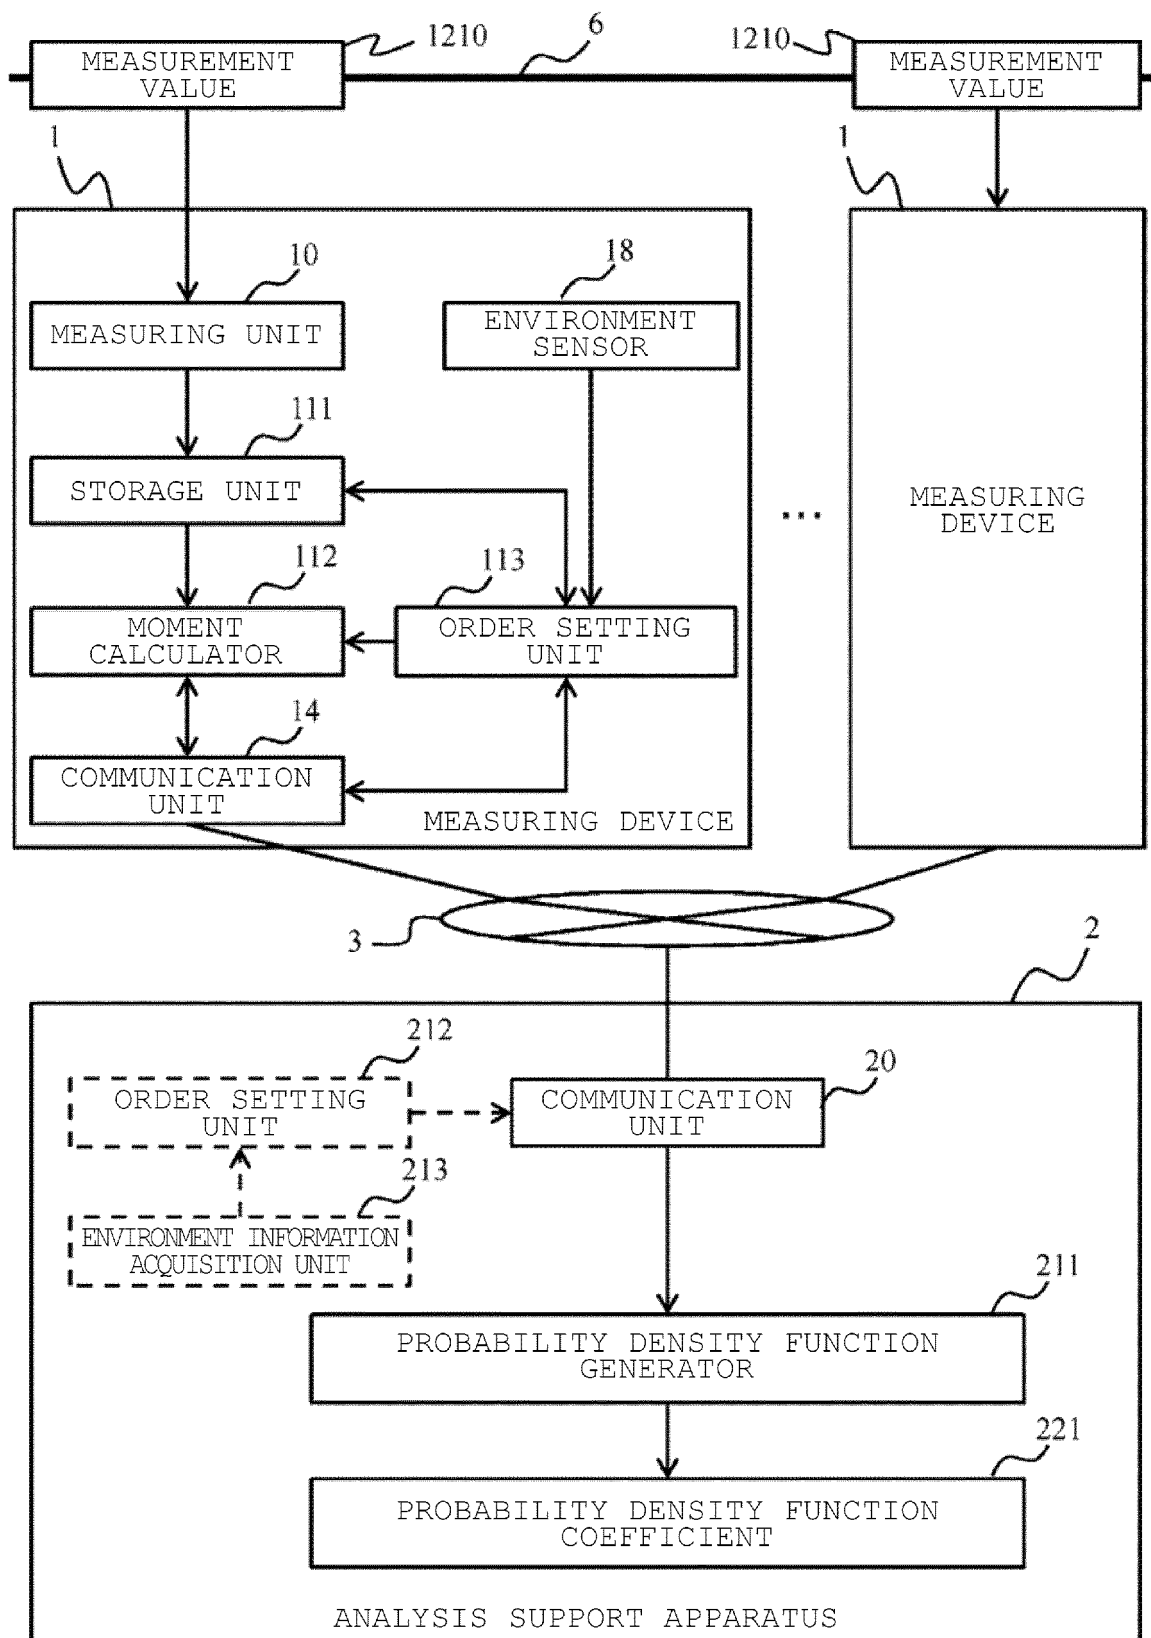 1210
6
1210
MEASUREMENT
VALUE
MEASUREMENT
VALUE
1
1
10
18
MEASURING UNIT
ENVIRONMENT
SENSOR
111
STORAGE UNIT
...
MEASURING
DEVICE
112
113
MOMENT
CALCULATOR
ORDER SETTING
UNIT
14
COMMUNICATION
UNIT
MEASURING DEVICE
3
2
212
20
ORDER SETTING
UNIT
COMMUNICATION
UNIT
213
ENVIRONMENT INFORMATION
ACQUISITION UNIT
211
PROBABILITY DENSITY FUNCTION
GENERATOR
221
PROBABILITY DENSITY FUNCTION
COEFFICIENT
ANALYSIS SUPPORT APPARATUS